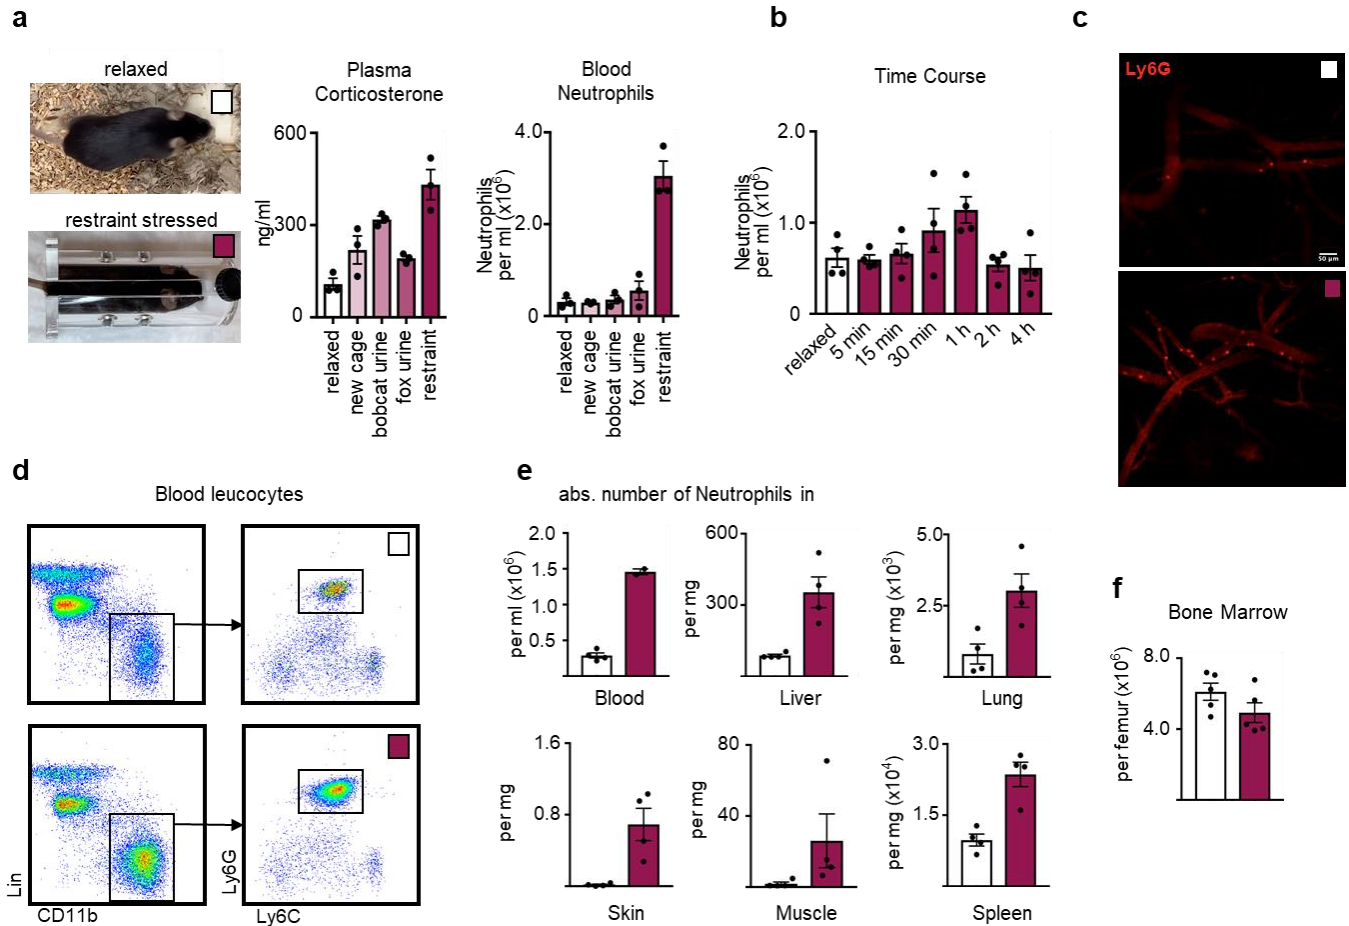 a
relaxed
restraint stressed
Plasma
Corticosterone
ng/ml
600
300
0
relaxed
new cage
bobcat urine
fox urine
restraint
Blood
Neutrophils
Neutrophils
per ml (x10⁶)
4.0
2.0
0
relaxed
new cage
bobcat urine
fox urine
restraint
b
Time Course
Neutrophils
per ml (x10⁶)
2.0
1.0
0
relaxed
5 min
15 min
30 min
1 h
2 h
4 h
c
Ly6G
50 µm
d
Blood leucocytes
Lin
CD11b
Ly6G
Ly6C
e
abs. number of Neutrophils in
per ml (x10⁶)
2.0
1.5
1.0
0.5
Blood
per mg
600
300
Liver
per mg (x10³)
5.0
2.5
Lung
per mg
1.6
0.8
Skin
per mg
80
40
Muscle
per mg (x10⁴)
3.0
1.5
Spleen
f
Bone Marrow
per femur (x10⁶)
8.0
4.0